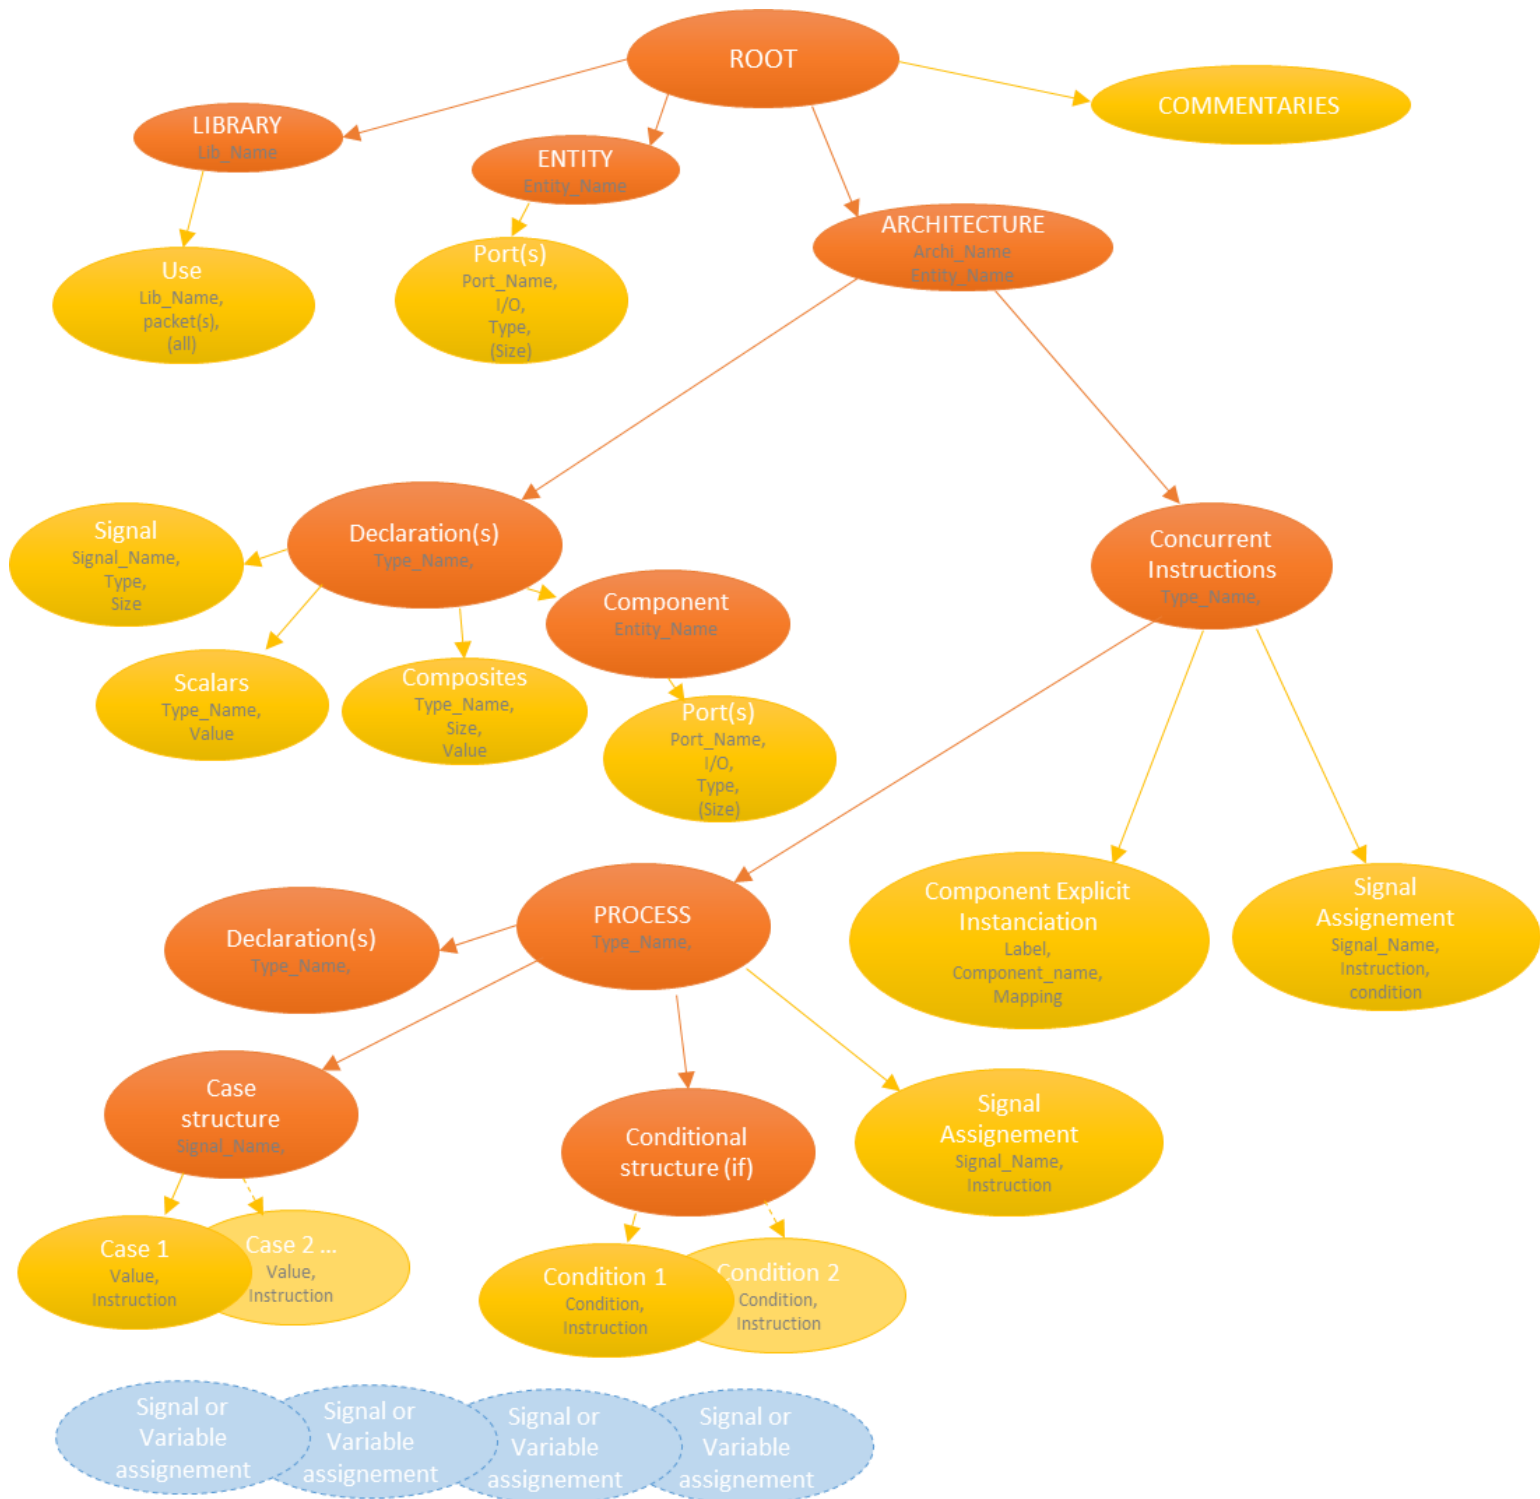 ROOT
COMMENTARIES
LIBRARY
Lib_Name
ENTITY
Entity_Name
ARCHITECTURE
Archi_Name
Entity_Name
Use
Lib_Name,
packet(s),
(all)
Port(s)
Port_Name,
I/O,
Type,
(Size)
Signal
Signal_Name,
Type,
Size
Declaration(s)
Type_Name,
Concurrent
Instructions
Type_Name,
Component
Entity_Name
Scalars
Type_Name,
Value
Composites
Type_Name,
Size,
Value
Port(s)
Port_Name,
I/O,
Type,
(Size)
PROCESS
Type_Name,
Component Explicit
Instanciation
Label,
Component_name,
Mapping
Signal
Assignement
Signal_Name,
Instruction,
condition
Declaration(s)
Type_Name,
Case
structure
Signal_Name,
Conditional
structure (if)
Signal
Assignement
Signal_Name,
Instruction
Case 1
Value,
Instruction
Case 2 ...
Value,
Instruction
Condition 1
Condition,
Instruction
Condition 2
Condition,
Instruction
Signal or
Variable
assignement
Signal or
Variable
assignement
Signal or
Variable
assignement
Signal or
Variable
assignement